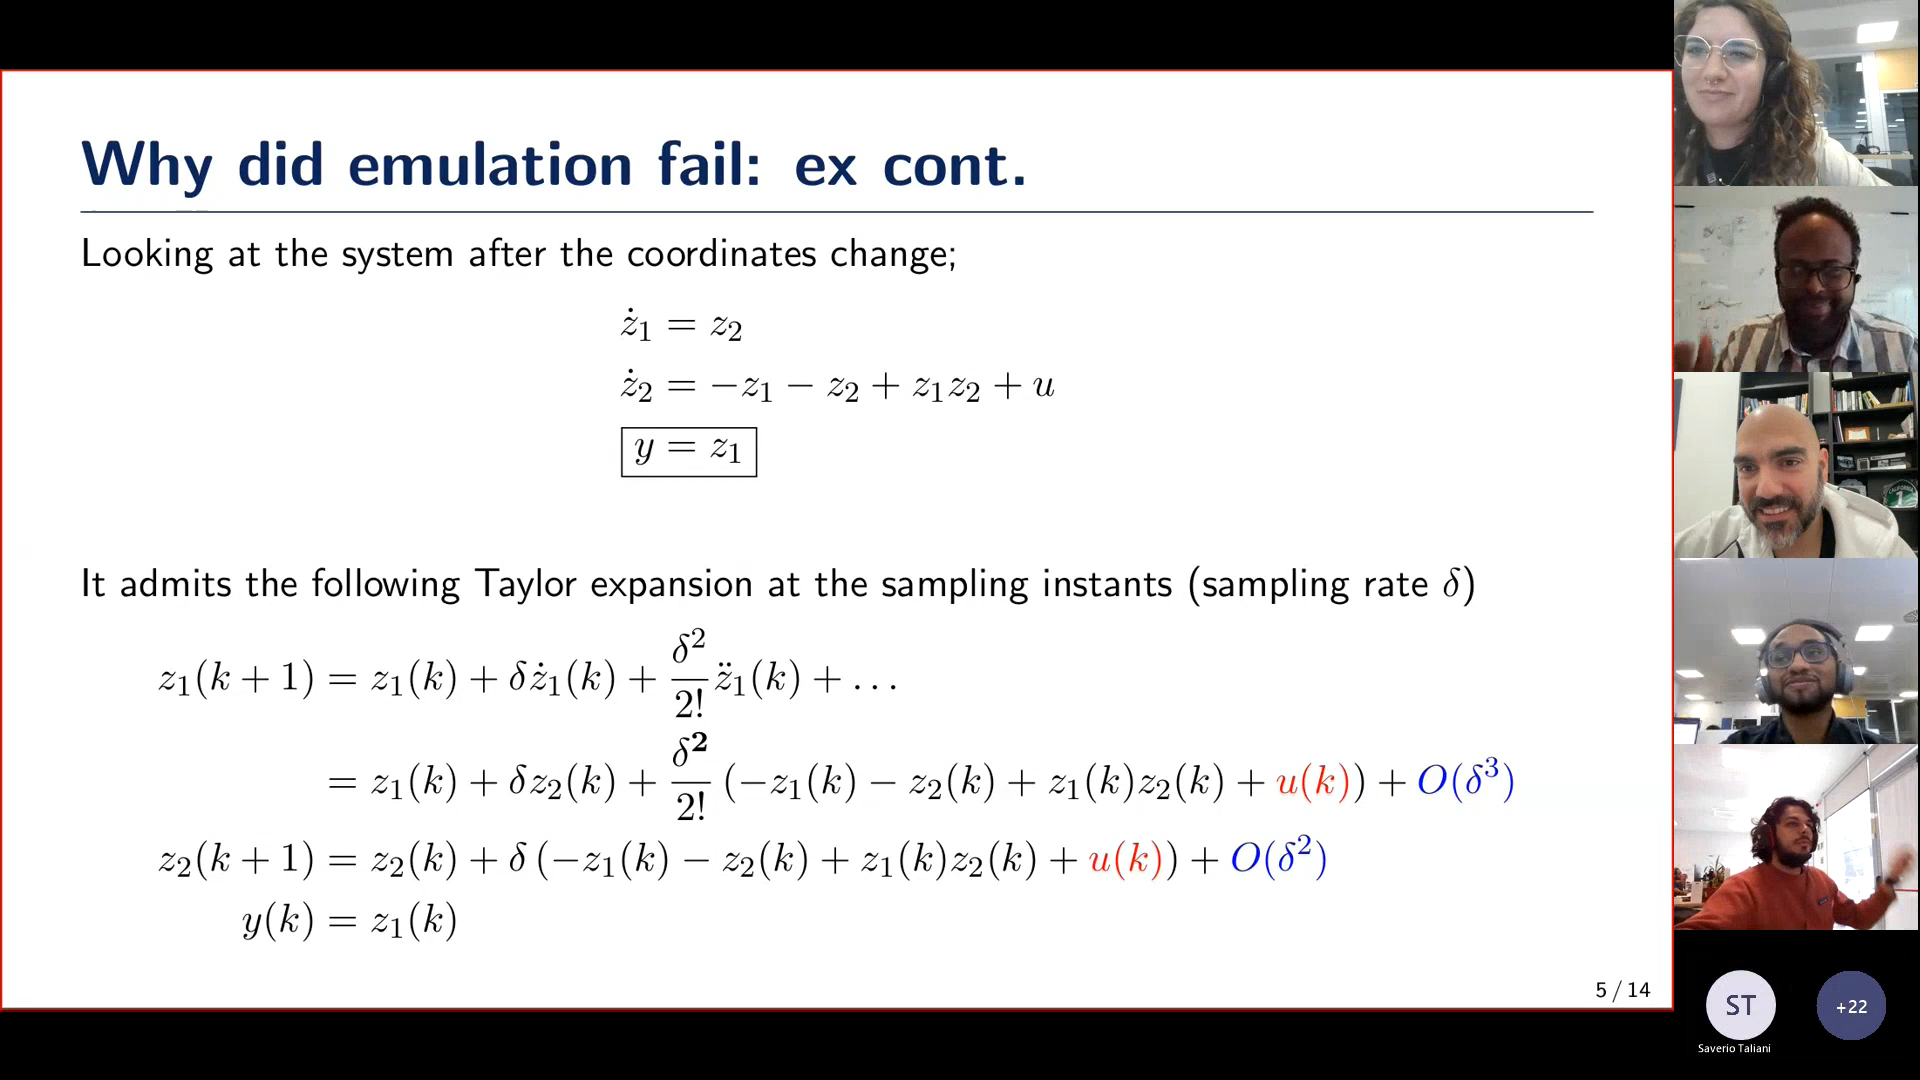 Why did emulation fail: ex cont.
Looking at the system after the coordinates change;
ż₁ = z₂
ż₂ = −z₁ − z₂ + z₁z₂ + u
y = z₁
It admits the following Taylor expansion at the sampling instants (sampling rate δ)
z₁(k + 1) = z₁(k) + δż₁(k) + δ²/2! z̈₁(k) + …
= z₁(k) + δz₂(k) + δ²/2! (−z₁(k) − z₂(k) + z₁(k)z₂(k) + u(k)) + O(δ³)
z₂(k + 1) = z₂(k) + δ (−z₁(k) − z₂(k) + z₁(k)z₂(k) + u(k)) + O(δ²)
y(k) = z₁(k)
5 / 14
ST
+22
Saverio Taliani